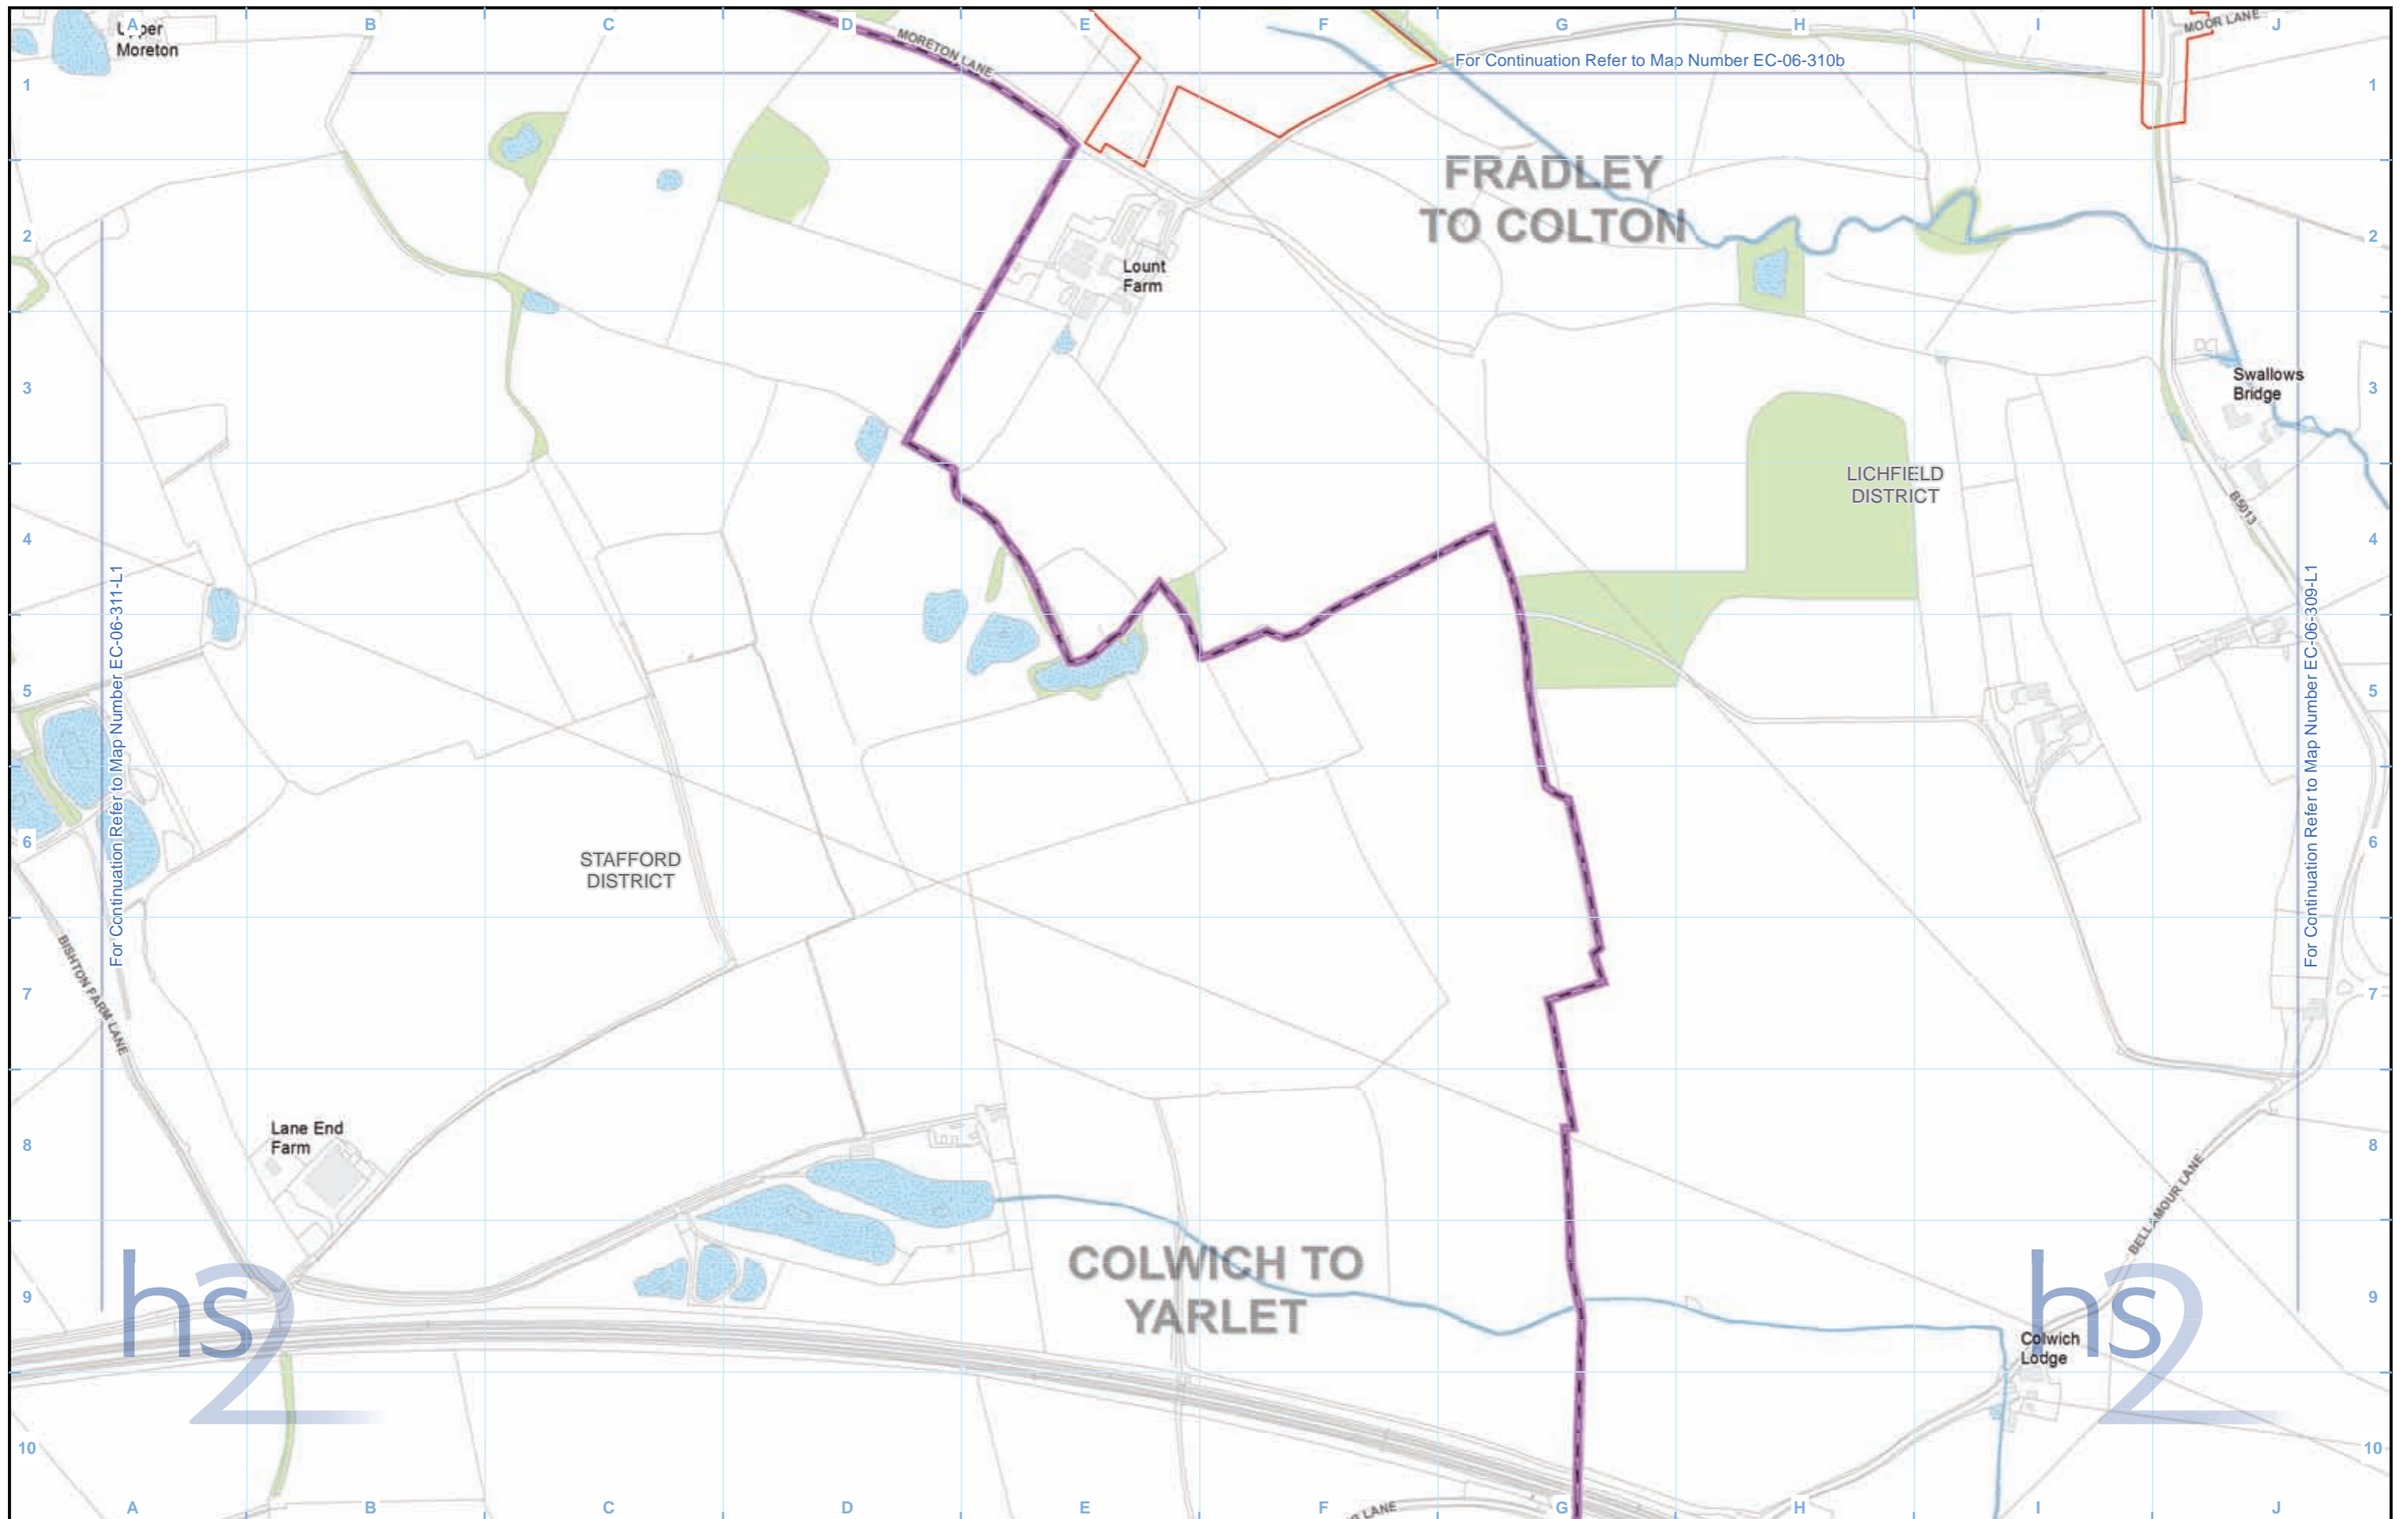 A
B
C
D
E
F
G
H
I
J
Upper
Moreton
MORETON LANE
MOOR LANE
For Continuation Refer to Map Number EC-06-310b
1
1
FRADLEY
TO COLTON
2
2
Lount
Farm
3
3
Swallows
Bridge
LICHFIELD
DISTRICT
B5013
4
4
For Continuation Refer to Map Number EC-06-311-L1
For Continuation Refer to Map Number EC-06-309-L1
5
5
6
6
STAFFORD
DISTRICT
BISHTON FARM LANE
7
7
Lane End
Farm
8
8
BELLAMOUR LANE
COLWICH TO
YARLET
9
9
hs2
hs2
Colwich
Lodge
10
10
LANE
A
B
C
D
E
F
G
H
I
J